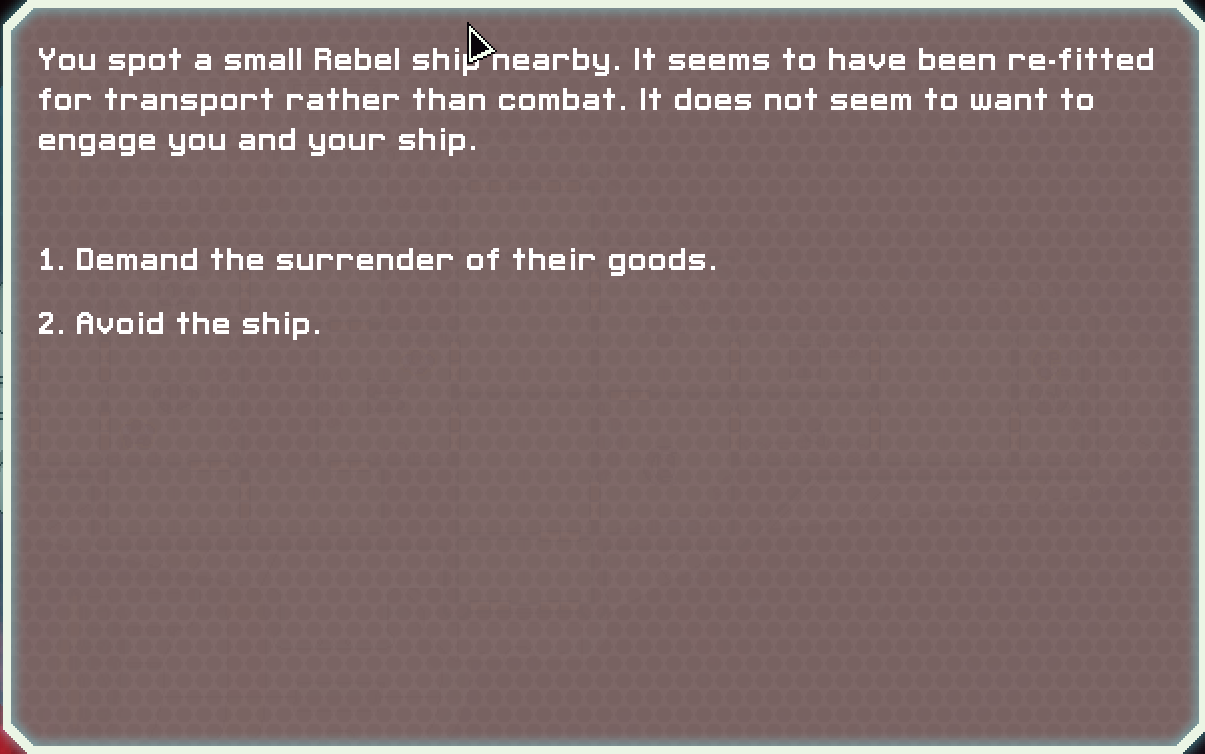 You spot a small Rebel ship nearby. It seems to have been re-fitted
for transport rather than combat. It does not seem to want to
engage you and your ship.
1. Demand the surrender of their goods.
2. Avoid the ship.